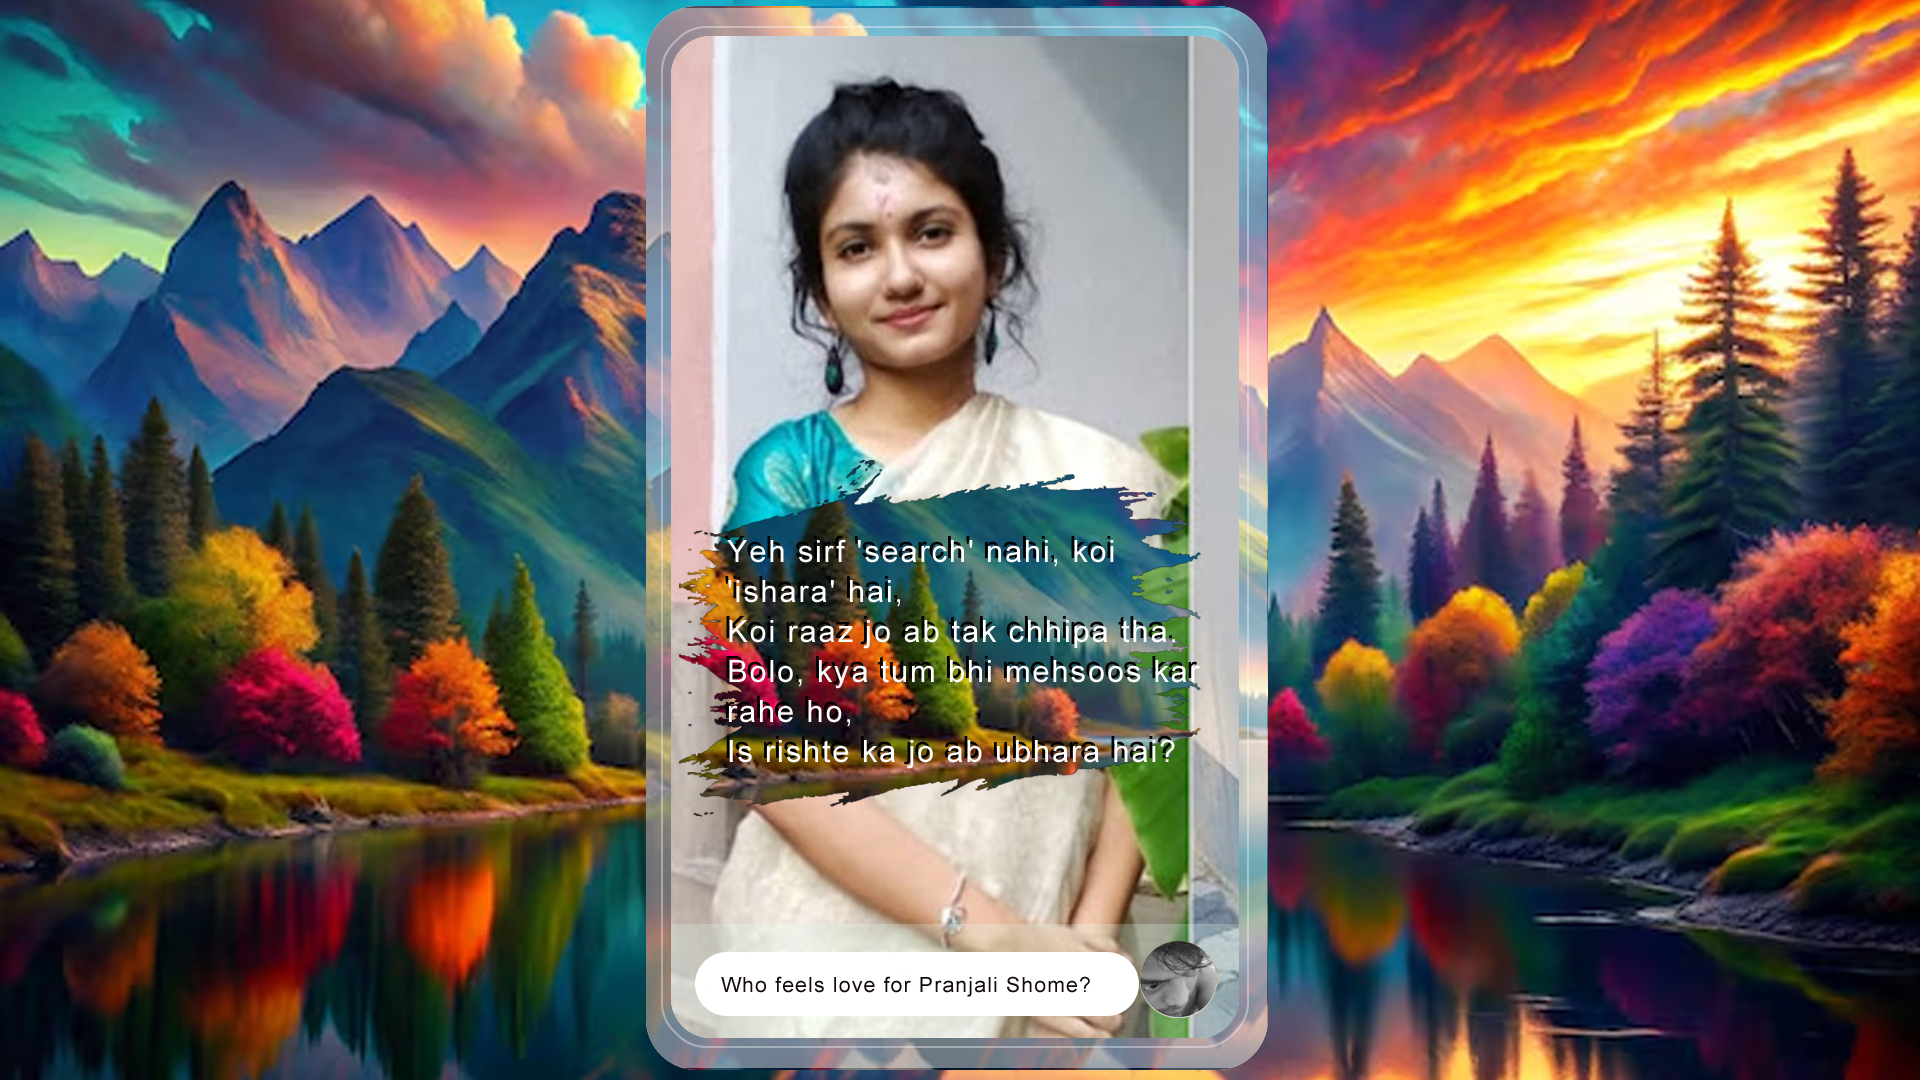 Yeh sirf 'search' nahi, koi
'ishara' hai,
Koi raaz jo ab tak chhipa tha.
Bolo, kya tum bhi mehsoos kar
rahe ho,
Is rishte ka jo ab ubhara hai?
Who feels love for Pranjali Shome?